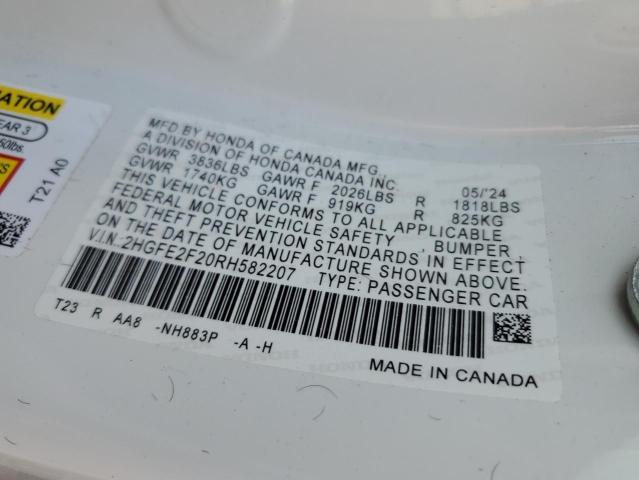 ATION
EAR 3
50lbs.
T21 A0
MFD BY HONDA OF CANADA MFG.,
A DIVISION OF HONDA CANADA INC. 05/'24
GVWR 3836LBS GAWR F 2026LBS R 1818LBS
GVWR 1740KG GAWR F 919KG R 825KG
THIS VEHICLE CONFORMS TO ALL APPLICABLE
FEDERAL MOTOR VEHICLE SAFETY, BUMPER,
AND THEFT PREVENTION STANDARDS IN EFFECT
ON THE DATE OF MANUFACTURE SHOWN ABOVE.
V.I.N.:2HGFE2F20RH582207 TYPE: PASSENGER CAR
T23 R AA8 -NH883P -A -H
MADE IN CANADA